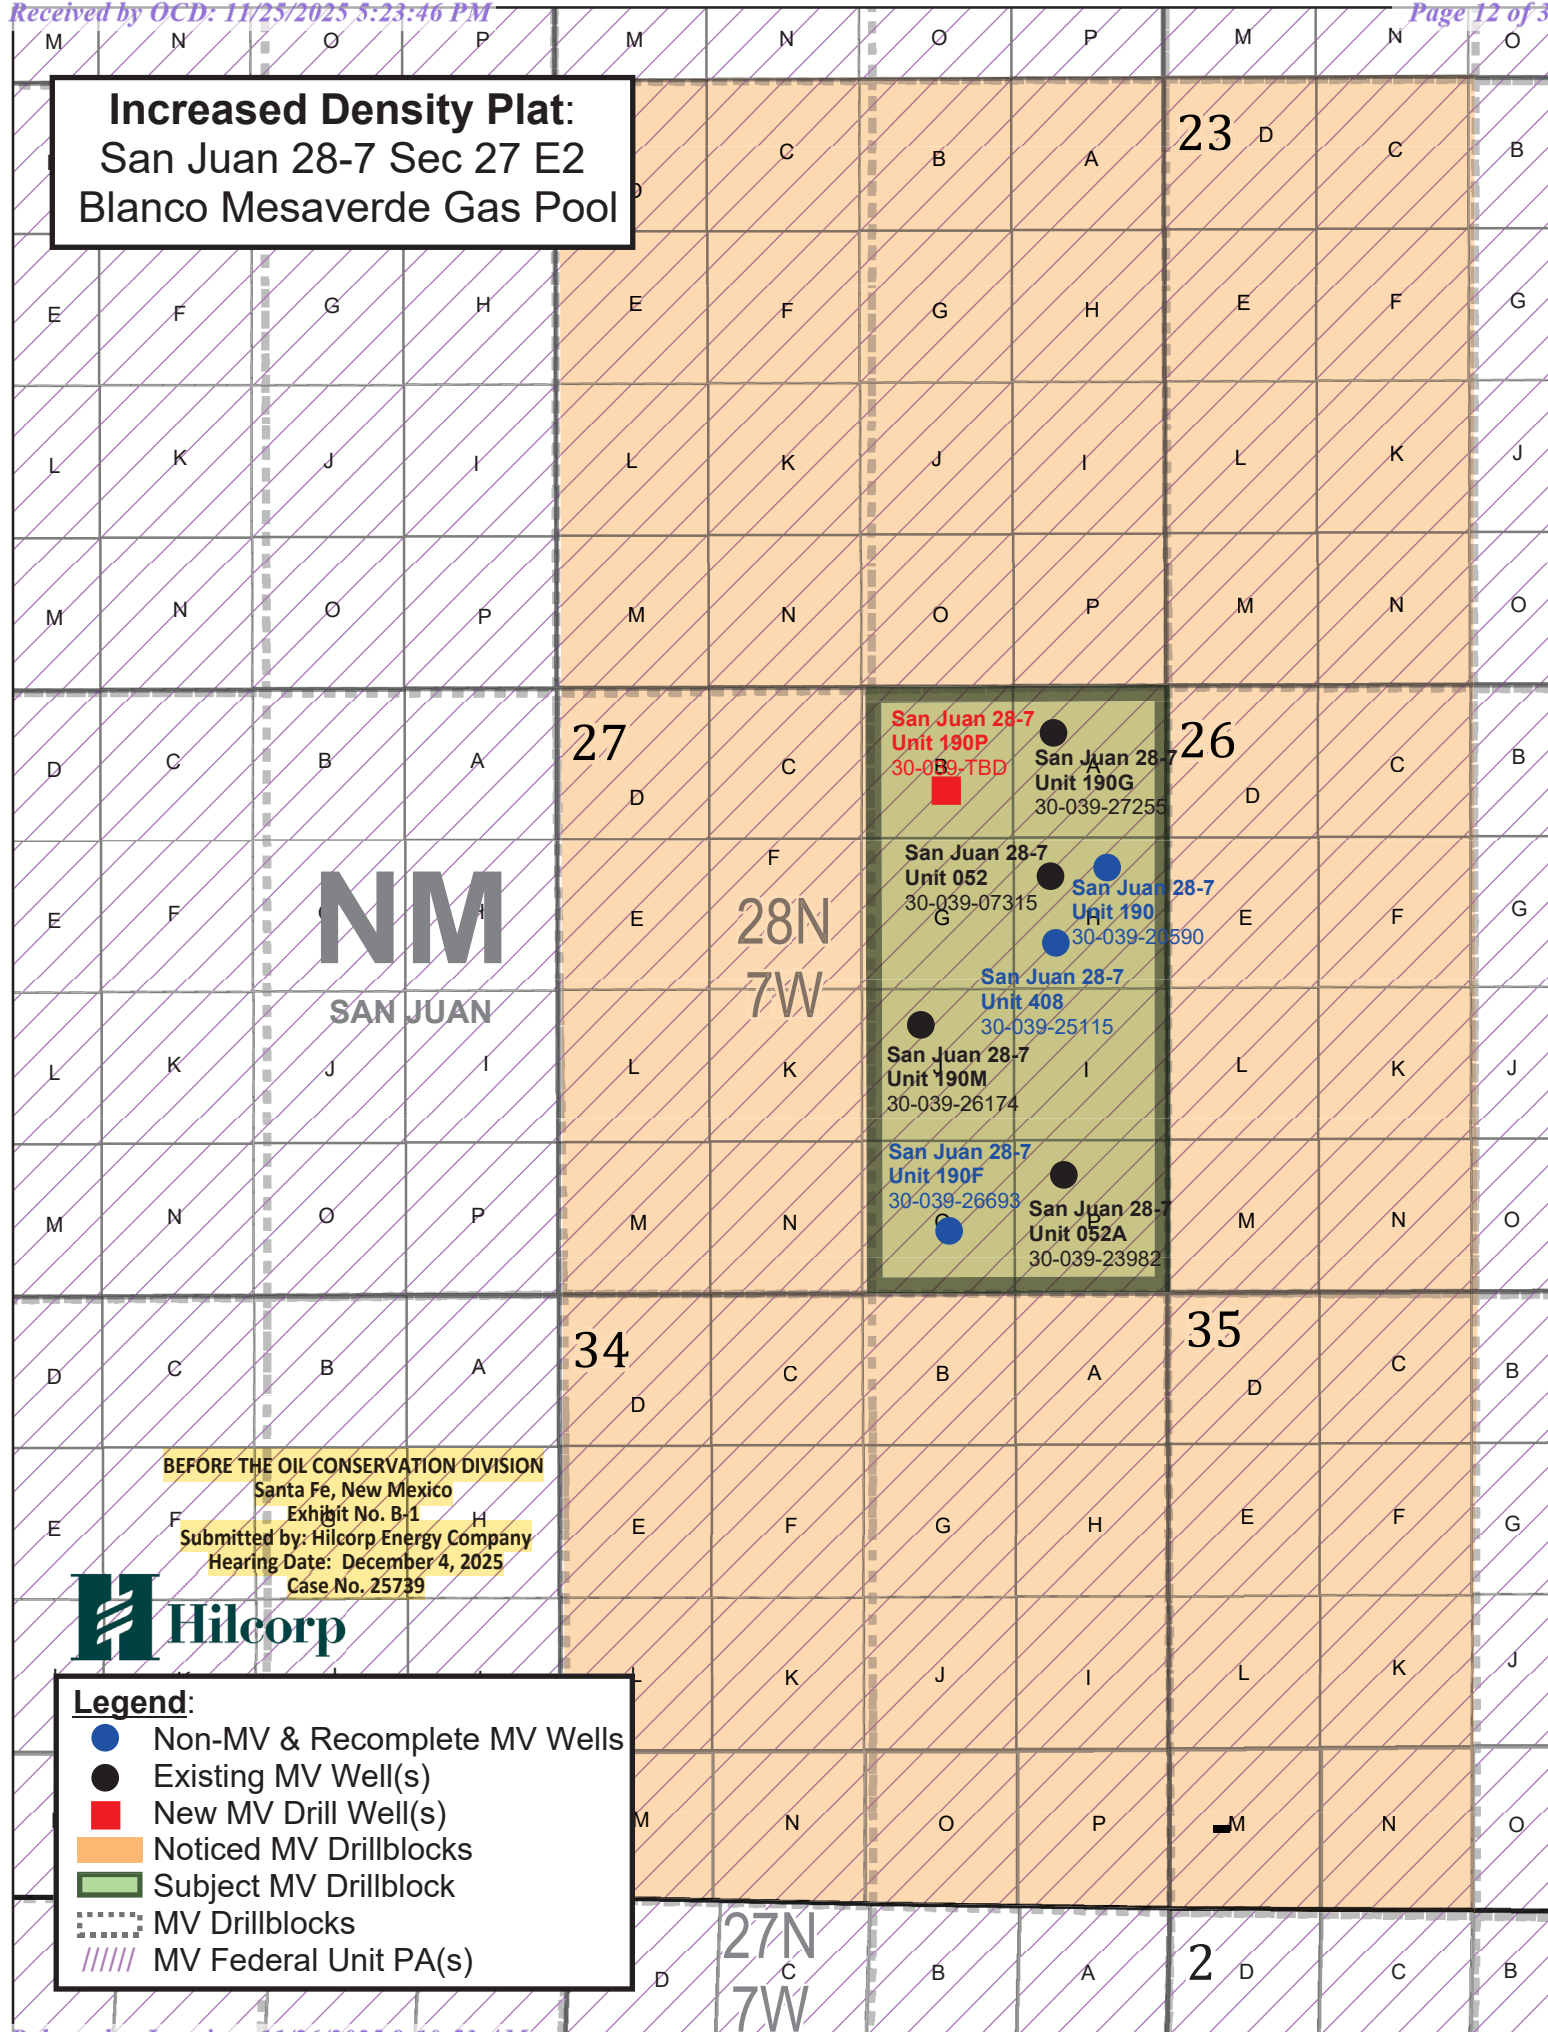 Received by OCD: 11/25/2025 5:23:46 PM
Page 12 of 3
M N O P M N O P M N O
Increased Density Plat:
San Juan 28-7 Sec 27 E2
Blanco Mesaverde Gas Pool
C B A 23 D C B
E F G H E F G H E F G
L K J I L K J I L K J
M N O P M N O P M N O
D C B A 27 D C B A 26 D C B
San Juan 28-7
Unit 190P
30-039-TBD
San Juan 28-7
Unit 190G
30-039-27255
E F H E F G H E F G
NM
SAN JUAN
28N
7W
San Juan 28-7
Unit 052
30-039-07315
San Juan 28-7
Unit 190
30-039-20590
San Juan 28-7
Unit 408
30-039-25115
L K J I L K J I L K J
San Juan 28-7
Unit 190M
30-039-26174
M N O P M N O P M N O
San Juan 28-7
Unit 190F
30-039-26693
San Juan 28-7
Unit 052A
30-039-23982
D C B A 34 D C B A 35 D C B
E F G H E F G H E F G
BEFORE THE OIL CONSERVATION DIVISION
Santa Fe, New Mexico
Exhibit No. B-1
Submitted by: Hilcorp Energy Company
Hearing Date: December 4, 2025
Case No. 25739
Hilcorp
L K J I L K J
Legend:
Non-MV & Recomplete MV Wells
Existing MV Well(s)
New MV Drill Well(s)
Noticed MV Drillblocks
Subject MV Drillblock
MV Drillblocks
MV Federal Unit PA(s)
M N O P M N O
27N
7W
D C B A 2 D C B